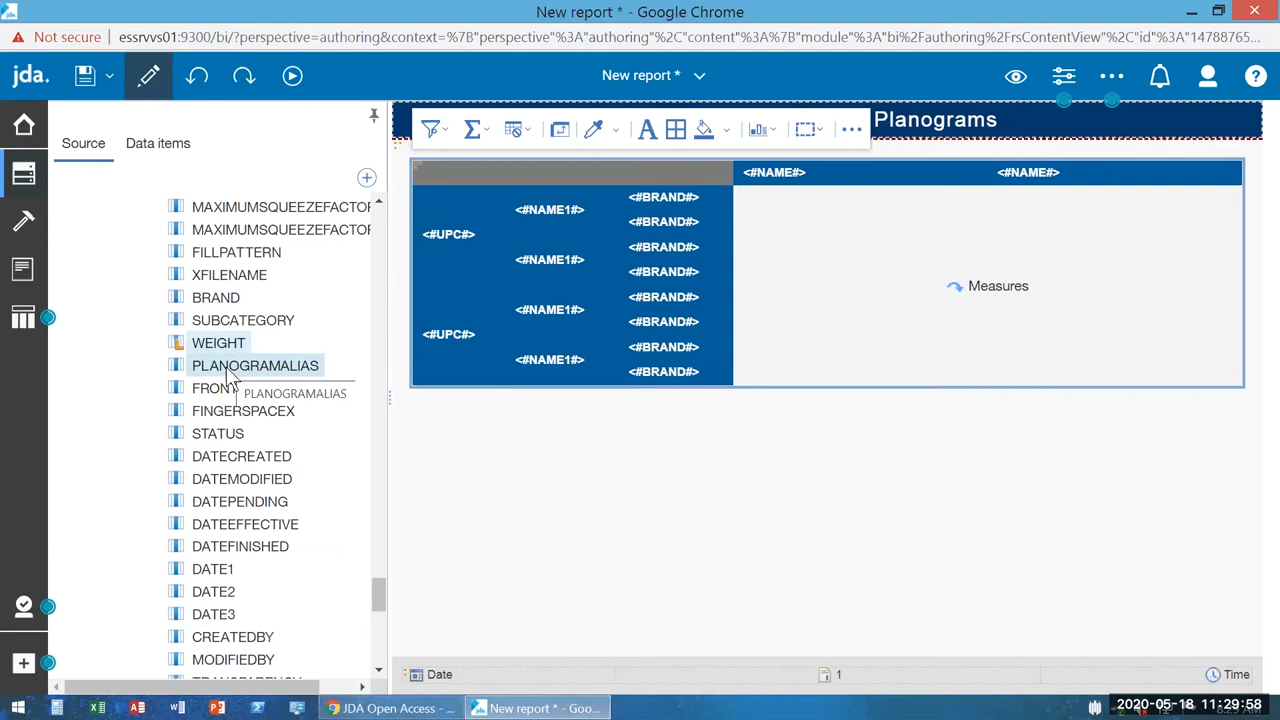 New report * - Google Chrome
Not secure essrvvs01:9300/bi/?perspective=authoring&context=%7B"perspective"%3A"authoring"%2C"content"%3A%7B"module"%3A"bi%2Fauthoring%2FrsContentView"%2C"id"%3A"14788765...
jda. New report *
Source Data items
Planograms
MAXIMUMSQUEEZEFACTOR
MAXIMUMSQUEEZEFACTOR
FILLPATTERN
XFILENAME
BRAND
SUBCATEGORY
WEIGHT
PLANOGRAMALIAS
FRON
PLANOGRAMALIAS
FINGERSPACEX
STATUS
DATECREATED
DATEMODIFIED
DATEPENDING
DATEEFFECTIVE
DATEFINISHED
DATE1
DATE2
DATE3
CREATEDBY
MODIFIEDBY
TRANSPARENCY
<#NAME#> <#NAME#>
<#UPC#> <#NAME1#> <#BRAND#>
<#BRAND#>
<#NAME1#> <#BRAND#>
<#BRAND#>
<#UPC#> <#NAME1#> <#BRAND#>
<#BRAND#>
<#NAME1#> <#BRAND#>
<#BRAND#>
Measures
Date 1 Time
JDA Open Access - ... New report * - Goo...
2020-05-18 11:29:58